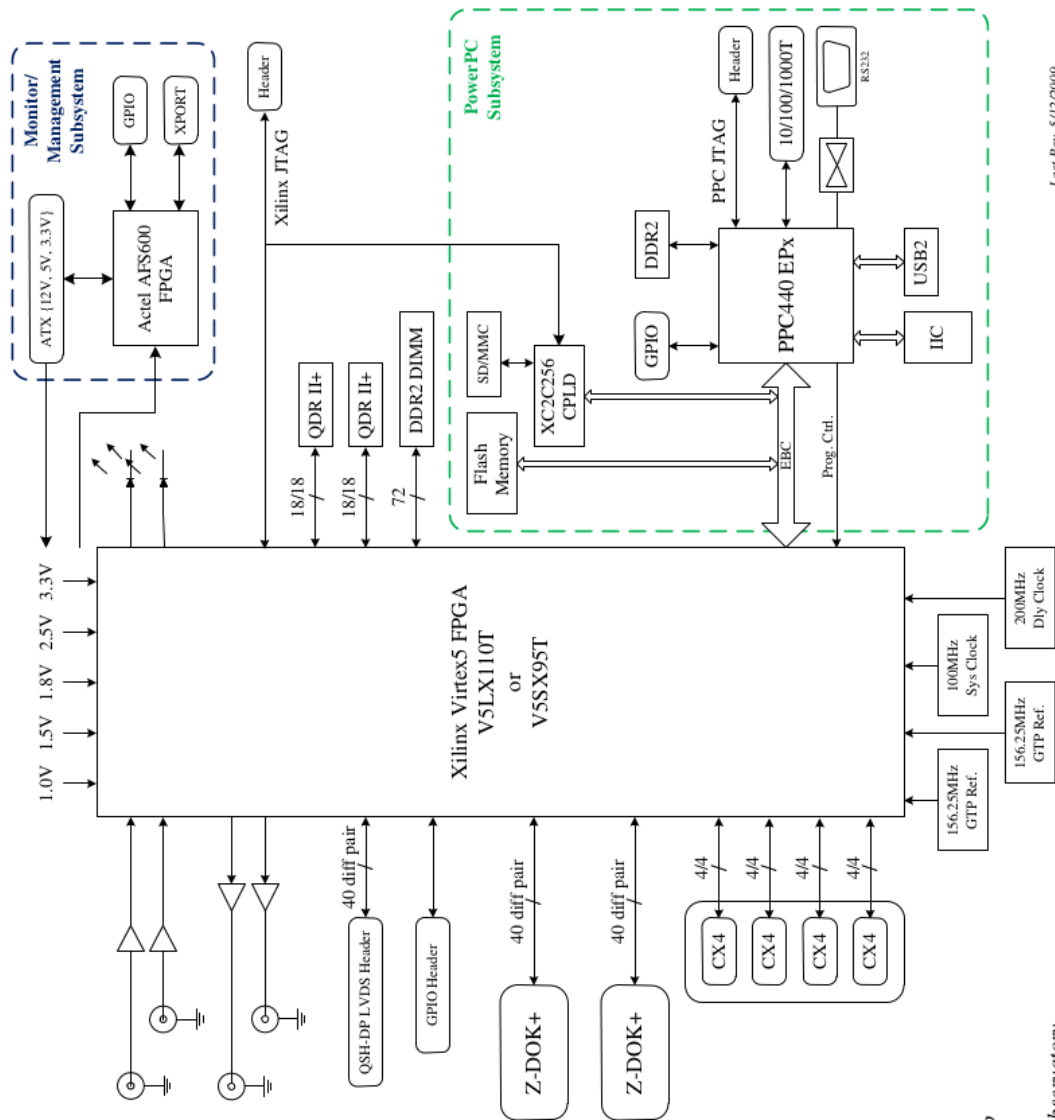 Monitor/
Management
Subsystem
ATX {12V, 5V, 3.3V}
Actel AFS600
FPGA
GPIO
XPORT
Header
Xilinx JTAG
QDR II+
QDR II+
DDR2 DIMM
18/18
18/18
72
PowerPC
Subsystem
SD/MMC
XC2C256
CPLD
Flash
Memory
GPIO
DDR2
PPC JTAG
Header
10/100/1000T
RS232
PPC440 EPx
USB2
IIC
EBC
Prog. Ctrl.
1.0V
1.5V
1.8V
2.5V
3.3V
Xilinx Virtex5 FPGA
V5LX110T
or
V5SX95T
40 diff pair
QSH-DP LVDS Header
GPIO Header
40 diff pair
Z-DOK+
40 diff pair
Z-DOK+
4/4
4/4
4/4
4/4
CX4
CX4
CX4
CX4
156.25MHz
GTP Ref.
156.25MHz
GTP Ref.
100MHz
Sys Clock
200MHz
Dly Clock
Last Rev. 5/12/2009